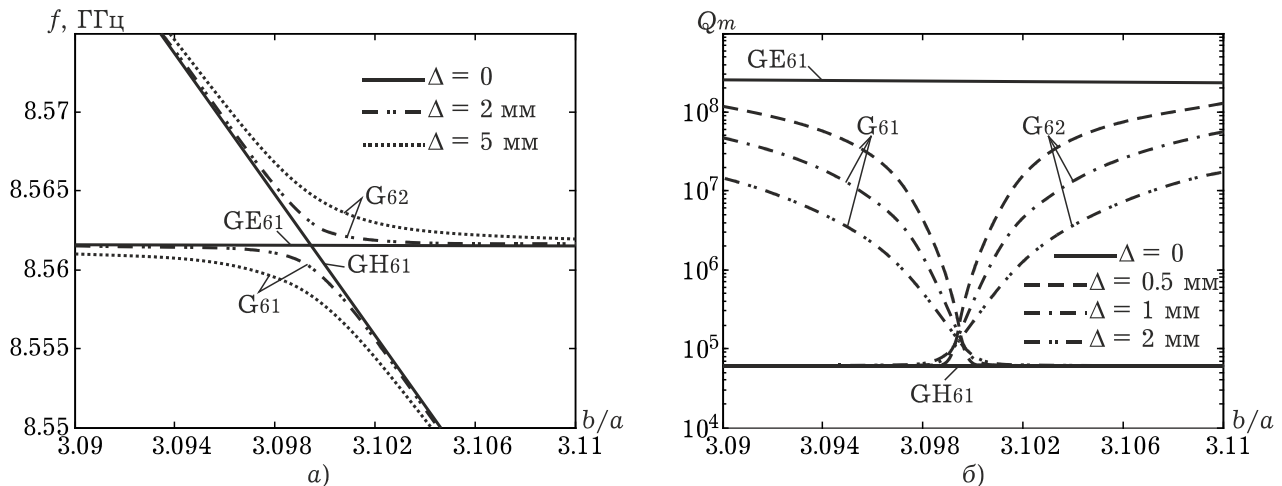 f, ГГц
8.57
8.565
8.56
8.555
8.55
3.09 3.094 3.098 3.102 3.106 3.11
b/a
Δ = 0
Δ = 2 мм
Δ = 5 мм
G62
GE61
GH61
G61
а)
Qm
10^8
10^7
10^6
10^5
10^4
3.09 3.094 3.098 3.102 3.106 3.11
b/a
GE61
G61
G62
Δ = 0
Δ = 0.5 мм
Δ = 1 мм
Δ = 2 мм
GH61
б)